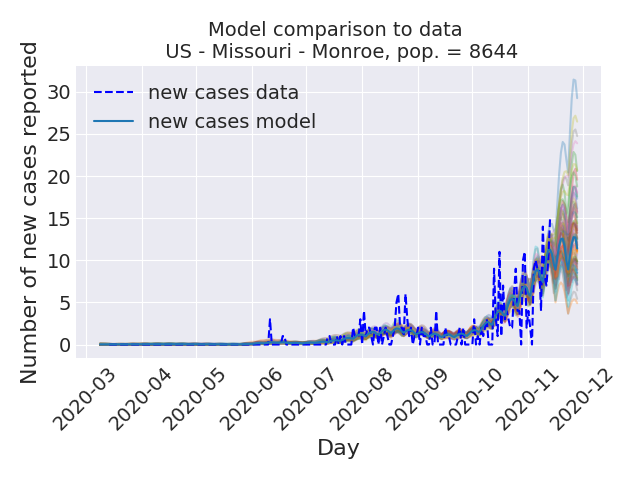 Model comparison to data
US - Missouri - Monroe, pop. = 8644
Number of new cases reported
30
25
20
15
10
5
0
new cases data
new cases model
2020-03
2020-04
2020-05
2020-06
2020-07
2020-08
2020-09
2020-10
2020-11
2020-12
Day